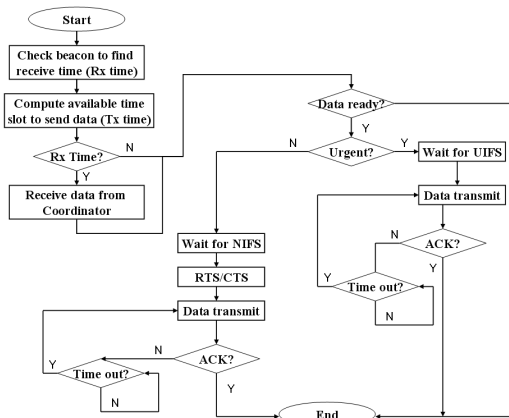 Start
Check beacon to find
receive time (Rx time)
Compute available time
slot to send data (Tx time)
Rx Time?
N
Y
Receive data from
Coordinator
Data ready?
Y
Urgent?
N
Y
Wait for UIFS
Data transmit
ACK?
N
Y
Time out?
Y
N
Wait for NIFS
RTS/CTS
Data transmit
ACK?
N
Y
Time out?
Y
N
End